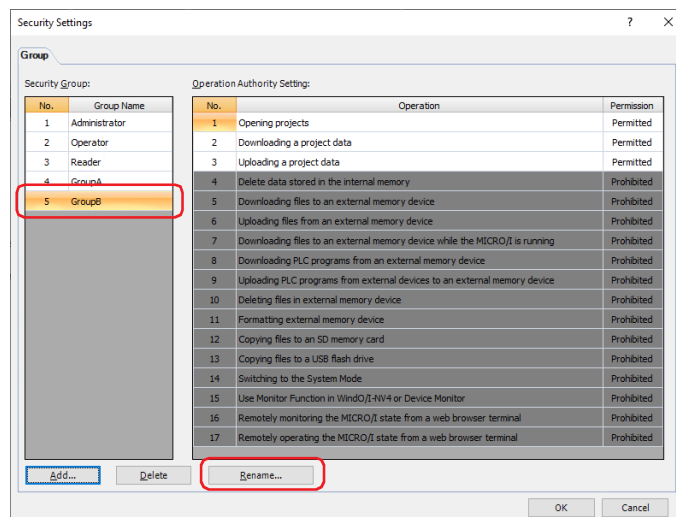 Security Settings ? ×
Group
Security Group: Operation Authority Setting:
No. Group Name No. Operation Permission
1 Administrator 1 Opening projects Permitted
2 Operator 2 Downloading a project data Permitted
3 Reader 3 Uploading a project data Permitted
4 GroupA 4 Delete data stored in the internal memory Prohibited
5 GroupB 5 Downloading files to an external memory device Prohibited
6 Uploading files from an external memory device Prohibited
7 Downloading files to an external memory device while the MICRO/I is running Prohibited
8 Downloading PLC programs from an external memory device Prohibited
9 Uploading PLC programs from external devices to an external memory device Prohibited
10 Deleting files in external memory device Prohibited
11 Formatting external memory device Prohibited
12 Copying files to an SD memory card Prohibited
13 Copying files to a USB flash drive Prohibited
14 Switching to the System Mode Prohibited
15 Use Monitor Function in WindO/I-NV4 or Device Monitor Prohibited
16 Remotely monitoring the MICRO/I state from a web browser terminal Prohibited
17 Remotely operating the MICRO/I state from a web browser terminal Prohibited
Add... Delete Rename...
OK Cancel